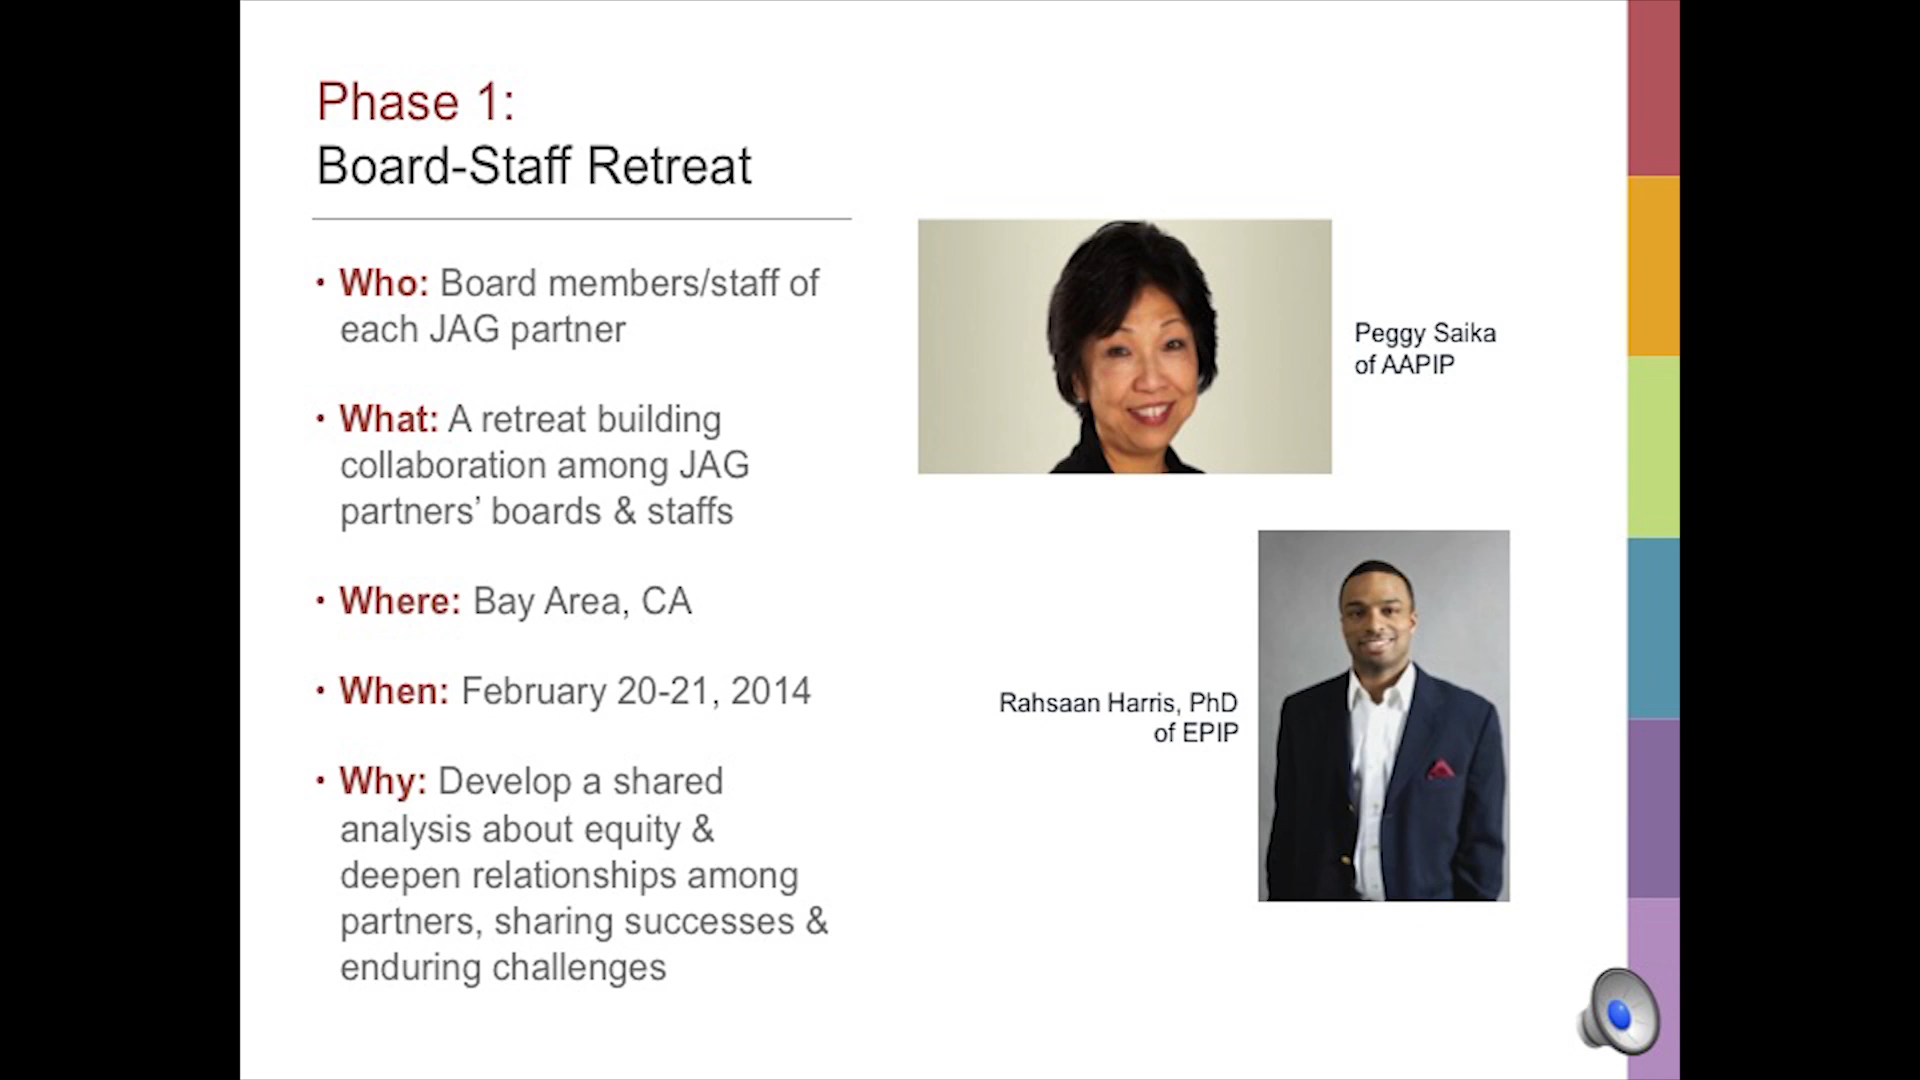 Phase 1:
Board-Staff Retreat
• Who: Board members/staff of
each JAG partner
• What: A retreat building
collaboration among JAG
partners’ boards & staffs
• Where: Bay Area, CA
• When: February 20-21, 2014
• Why: Develop a shared
analysis about equity &
deepen relationships among
partners, sharing successes &
enduring challenges
Peggy Saika
of AAPIP
Rahsaan Harris, PhD
of EPIP